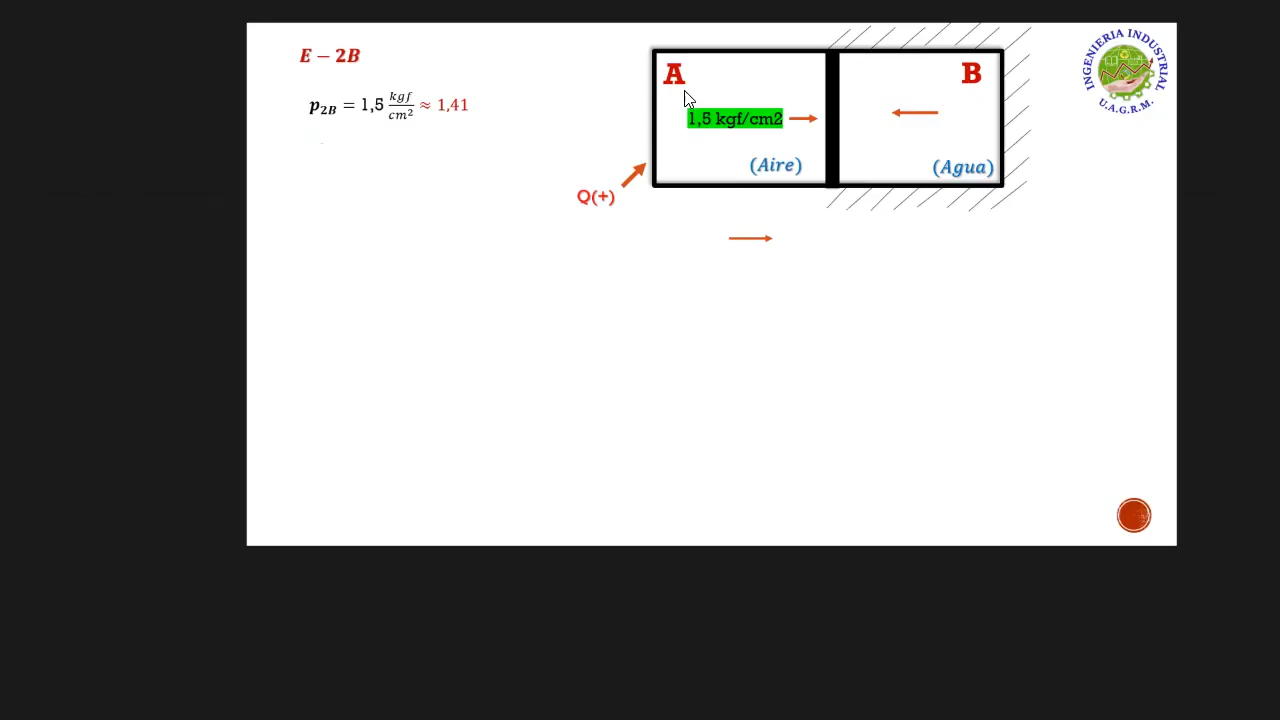 E − 2B
p₂B = 1,5 kgf/cm² ≈ 1,41
A
B
1,5 kgf/cm2
(Aire)
(Agua)
Q(+)
INGENIERIA INDUSTRIAL
U.A.G.R.M.